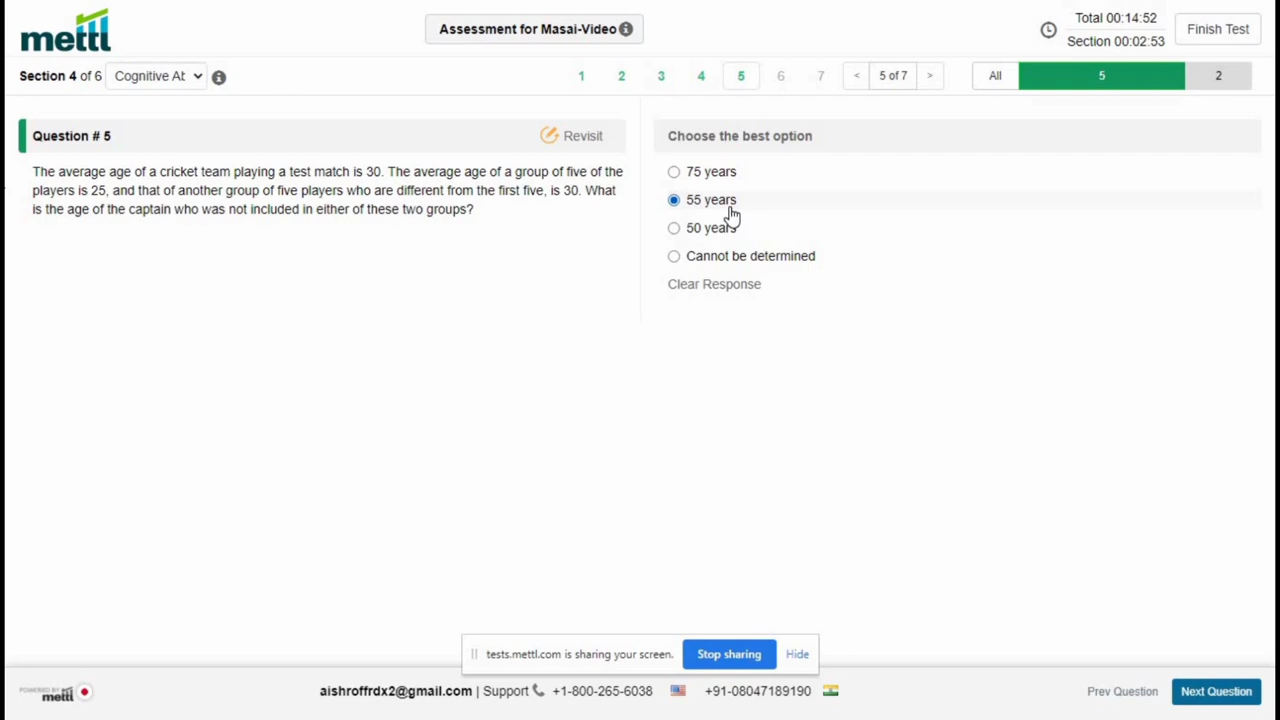 mettl
Assessment for Masai-Video
Total 00:14:52
Section 00:02:53
Finish Test
Section 4 of 6
Cognitive At
1 2 3 4 5 6 7
< 5 of 7 >
All 5 2
Question # 5
Revisit
The average age of a cricket team playing a test match is 30. The average age of a group of five of the
players is 25, and that of another group of five players who are different from the first five, is 30. What
is the age of the captain who was not included in either of these two groups?
Choose the best option
75 years
55 years
50 years
Cannot be determined
Clear Response
tests.mettl.com is sharing your screen. Stop sharing Hide
POWERED BY mettl
aishroffrdx2@gmail.com | Support +1-800-265-6038 +91-08047189190
Prev Question
Next Question